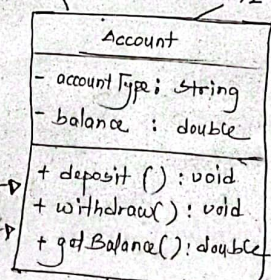 Account
- accountType: string
- balance : double
+ deposit () : void
+ withdraw() : void
+ getBalance(): double